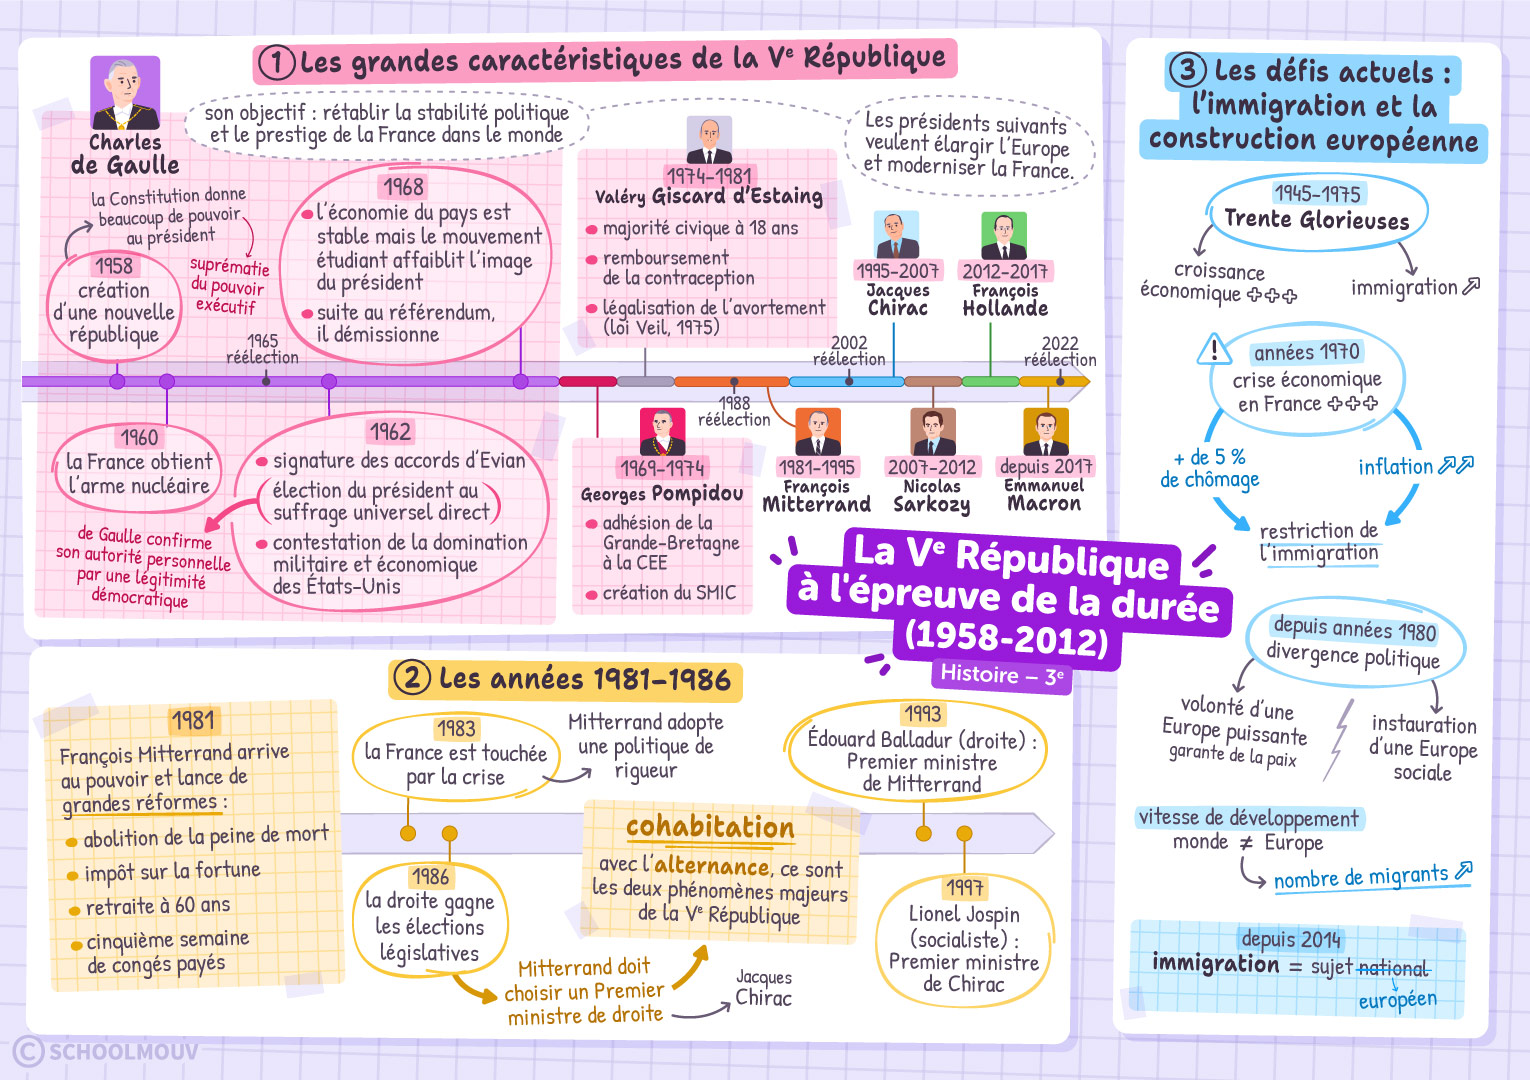 ① Les grandes caractéristiques de la Vᵉ République
Charles
de Gaulle
son objectif : rétablir la stabilité politique
et le prestige de la France dans le monde
la Constitution donne
beaucoup de pouvoir
au président
suprématie
du pouvoir
exécutif
1958
création
d'une nouvelle
république
1965
réélection
1968
l'économie du pays est
stable mais le mouvement
étudiant affaiblit l'image
du président
suite au référendum,
il démissionne
1960
la France obtient
l'arme nucléaire
1962
signature des accords d'Evian
(élection du président au
suffrage universel direct)
contestation de la domination
militaire et économique
des États-Unis
de Gaulle confirme
son autorité personnelle
par une légitimité
démocratique
1974-1981
Valéry Giscard d'Estaing
majorité civique à 18 ans
remboursement
de la contraception
légalisation de l'avortement
(loi Veil, 1975)
Les présidents suivants
veulent élargir l'Europe
et moderniser la France.
1995-2007
Jacques
Chirac
2012-2017
François
Hollande
2002
réélection
2022
réélection
1988
réélection
1969-1974
Georges Pompidou
adhésion de la
Grande-Bretagne
à la CEE
création du SMIC
1981-1995
François
Mitterrand
2007-2012
Nicolas
Sarkozy
depuis 2017
Emmanuel
Macron
La Vᵉ République
à l'épreuve de la durée
(1958-2012)
Histoire – 3ᵉ
② Les années 1981-1986
1981
François Mitterrand arrive
au pouvoir et lance de
grandes réformes :
abolition de la peine de mort
impôt sur la fortune
retraite à 60 ans
cinquième semaine
de congés payés
1983
la France est touchée
par la crise
Mitterrand adopte
une politique de
rigueur
1986
la droite gagne
les élections
législatives
Mitterrand doit
choisir un Premier
ministre de droite
Jacques
Chirac
cohabitation
avec l'alternance, ce sont
les deux phénomènes majeurs
de la Vᵉ République
1993
Édouard Balladur (droite) :
Premier ministre
de Mitterrand
1997
Lionel Jospin
(socialiste) :
Premier ministre
de Chirac
③ Les défis actuels :
l'immigration et la
construction européenne
1945-1975
Trente Glorieuses
croissance
économique +++
immigration ↗
années 1970
crise économique
en France +++
+ de 5 %
de chômage
inflation ↗↗
restriction de
l'immigration
depuis années 1980
divergence politique
volonté d'une
Europe puissante
garante de la paix
instauration
d'une Europe
sociale
vitesse de développement
monde ≠ Europe
nombre de migrants ↗
depuis 2014
immigration = sujet national
européen
© SCHOOLMOUV